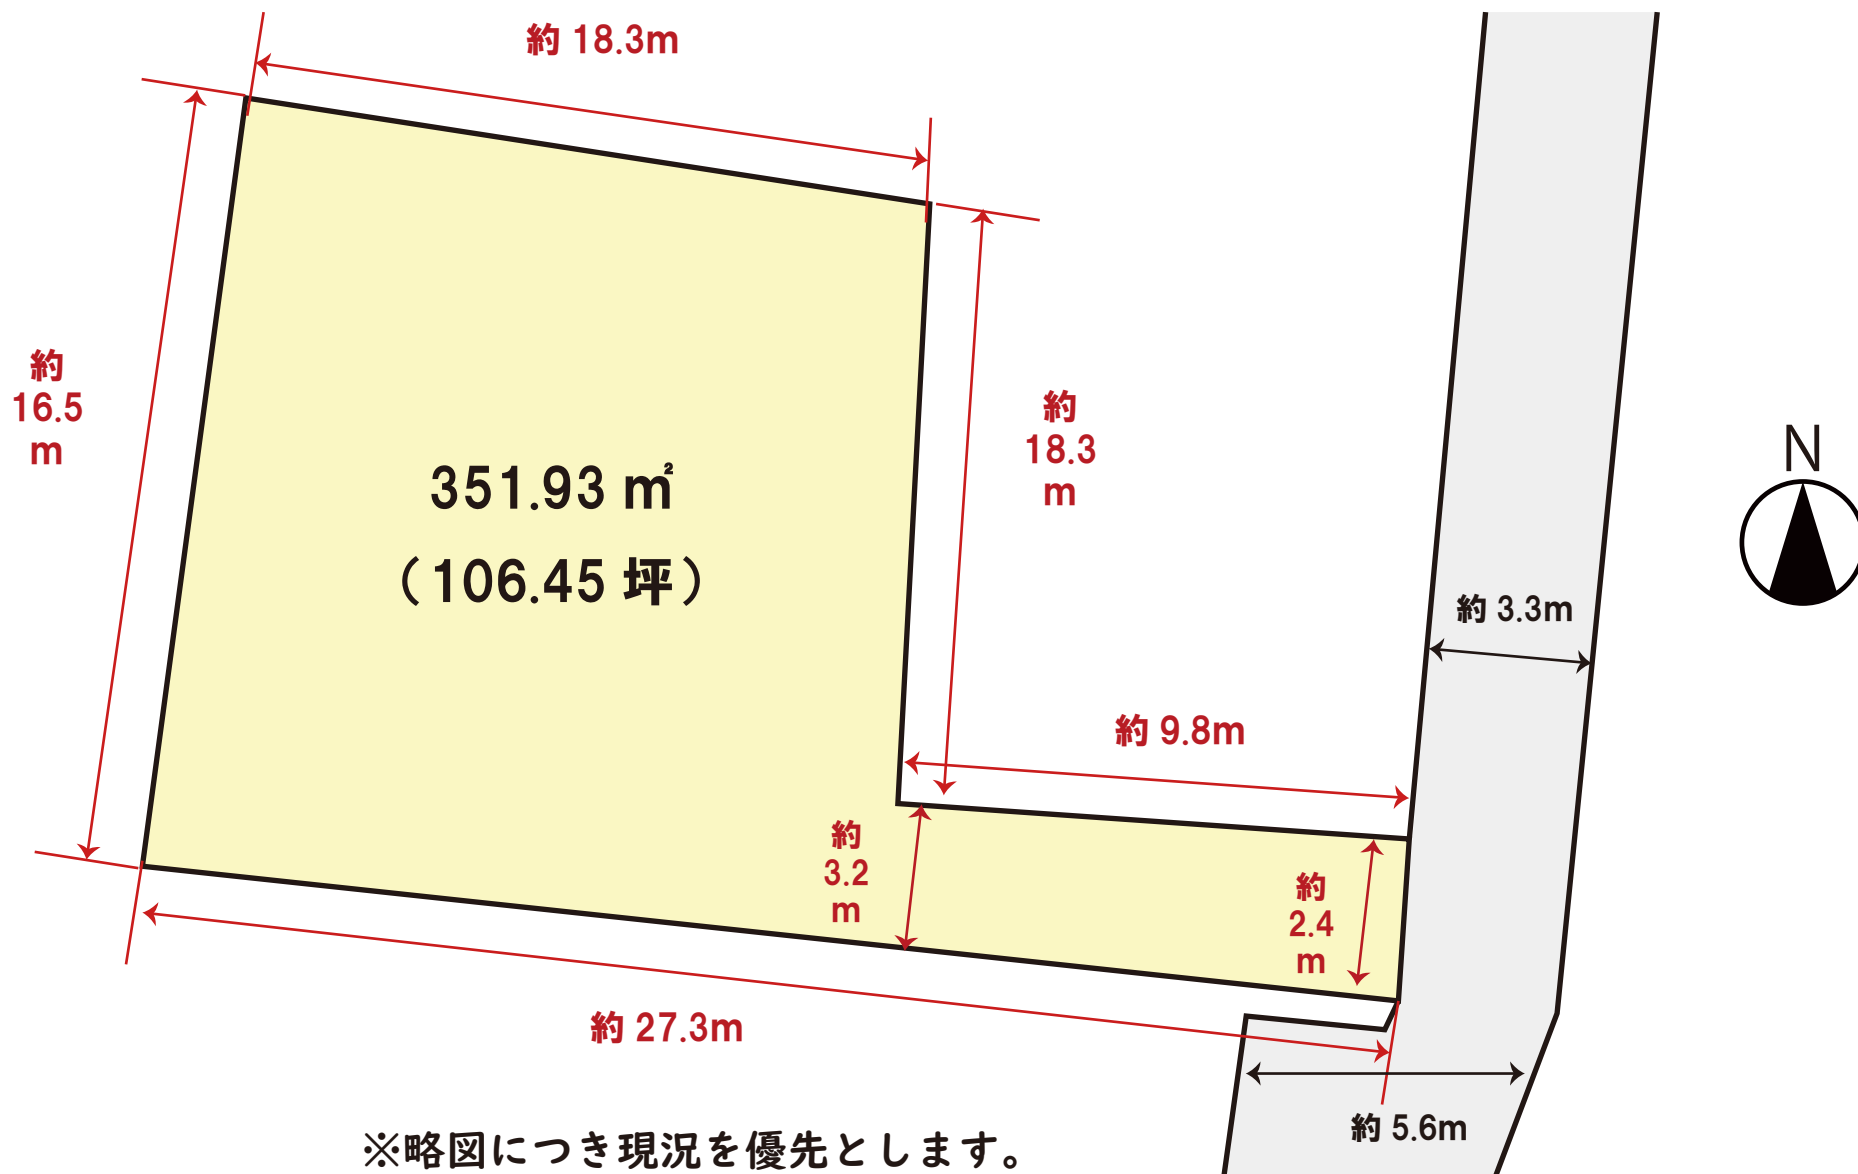 約 18.3m
約
16.5
m
約
18.3
m
N
351.93 ㎡
（106.45 坪）
約 3.3m
約 9.8m
約
3.2
m
約
2.4
m
約 27.3m
約 5.6m
※略図につき現況を優先とします。